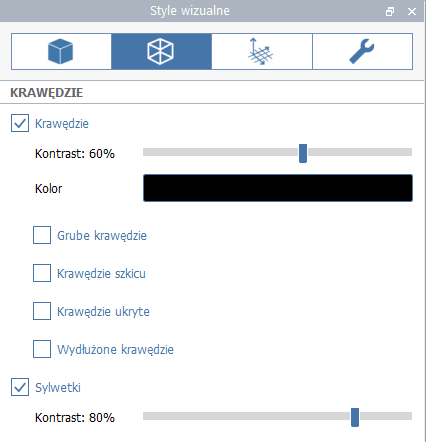 Style wizualne
KRAWĘDZIE
Krawędzie
Kontrast: 60%
Kolor
Grube krawędzie
Krawędzie szkicu
Krawędzie ukryte
Wydłużone krawędzie
Sylwetki
Kontrast: 80%